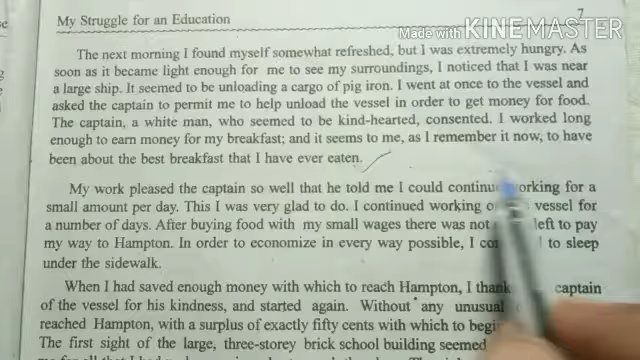 My Struggle for an Education 7
Made with KINEMASTER
The next morning I found myself somewhat refreshed, but I was extremely hungry. As
soon as it became light enough for me to see my surroundings, I noticed that I was near
a large ship. It seemed to be unloading a cargo of pig iron. I went at once to the vessel and
asked the captain to permit me to help unload the vessel in order to get money for food.
The captain, a white man, who seemed to be kind-hearted, consented. I worked long
enough to earn money for my breakfast; and it seems to me, as I remember it now, to have
been about the best breakfast that I have ever eaten.
My work pleased the captain so well that he told me I could continue working for a
small amount per day. This I was very glad to do. I continued working vessel for
a number of days. After buying food with my small wages there was not left to pay
my way to Hampton. In order to economize in every way possible, I to sleep
under the sidewalk.
When I had saved enough money with which to reach Hampton, I captain
of the vessel for his kindness, and started again. Without any unusual
reached Hampton, with a surplus of exactly fifty cents with which to
The first sight of the large, three-storey brick school building seemed